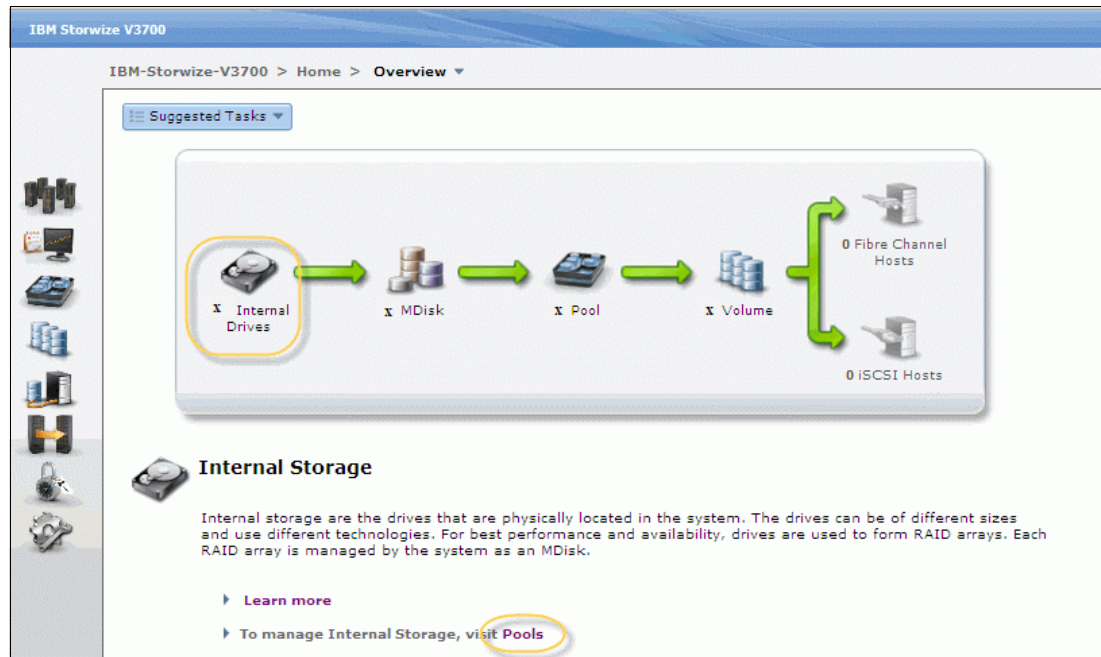 IBM Storwize V3700
IBM-Storwize-V3700 > Home > Overview
Suggested Tasks
0 Fibre Channel
Hosts
x Internal
Drives
x MDisk
x Pool
x Volume
0 iSCSI Hosts
Internal Storage
Internal storage are the drives that are physically located in the system. The drives can be of different sizes
and use different technologies. For best performance and availability, drives are used to form RAID arrays. Each
RAID array is managed by the system as an MDisk.
Learn more
To manage Internal Storage, visit Pools